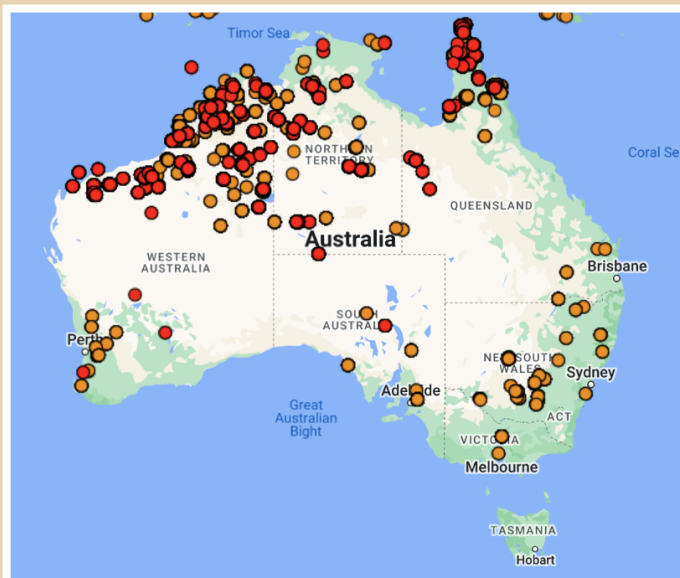 Timor Sea
Coral Se
NORTHERN
TERRITORY
QUEENSLAND
Australia
WESTERN
AUSTRALIA
Brisbane
SOUTH
AUSTRALIA
Perth
NEW SOUTH
WALES
Sydney
Adelaide
Great
Australian
Bight
ACT
VICTORIA
Melbourne
TASMANIA
Hobart